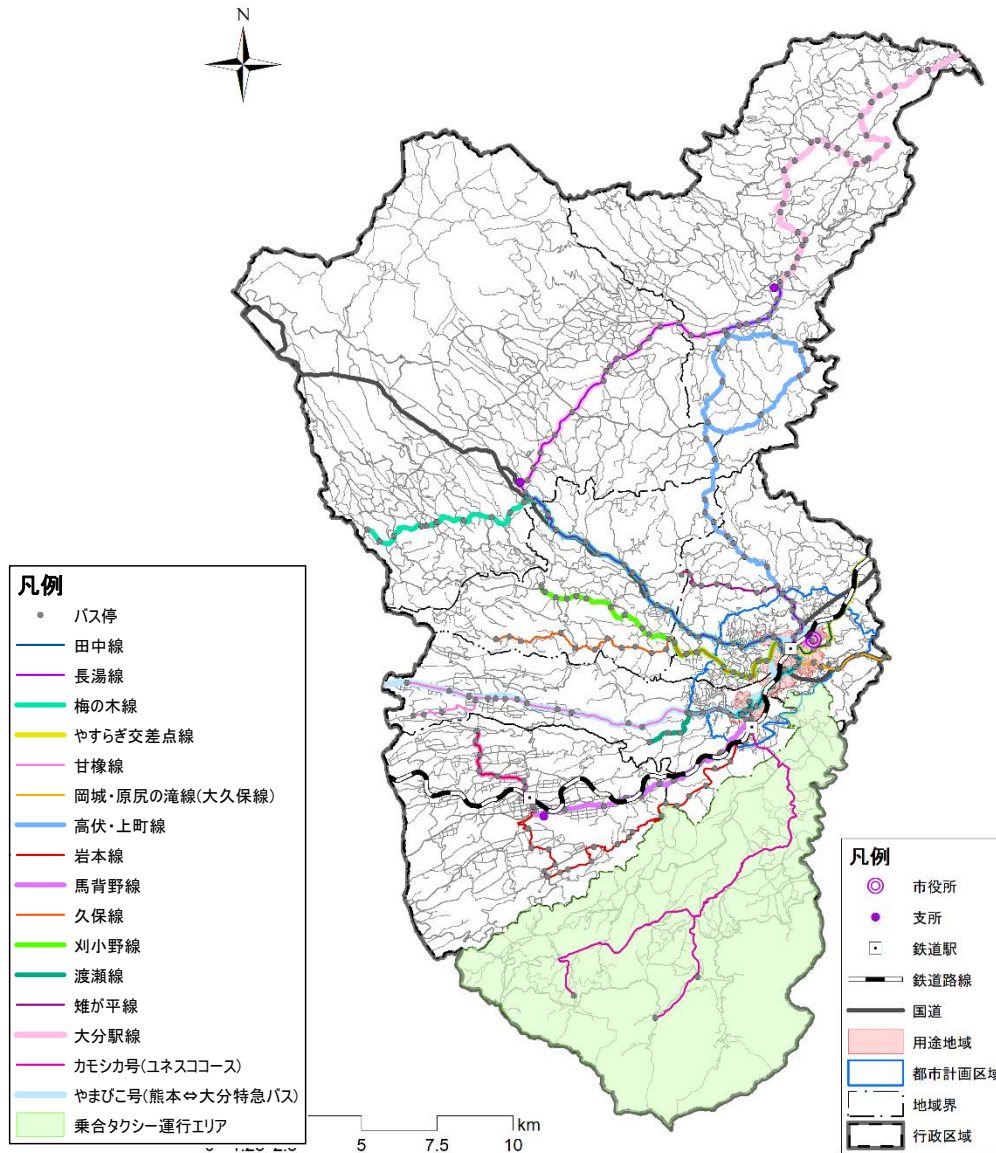 N
凡例
バス停
田中線
長湯線
梅の木線
やすらぎ交差点線
甘橡線
岡城・原尻の滝線(大久保線)
高伏・上町線
岩本線
馬背野線
久保線
刈小野線
渡瀬線
雉が平線
大分駅線
カモシカ号(ユネスココース)
やまびこ号(熊本⇔大分特急バス)
乗合タクシー運行エリア
km
5
7.5
10
凡例
市役所
支所
鉄道駅
鉄道路線
国道
用途地域
都市計画区域
地域界
行政区域